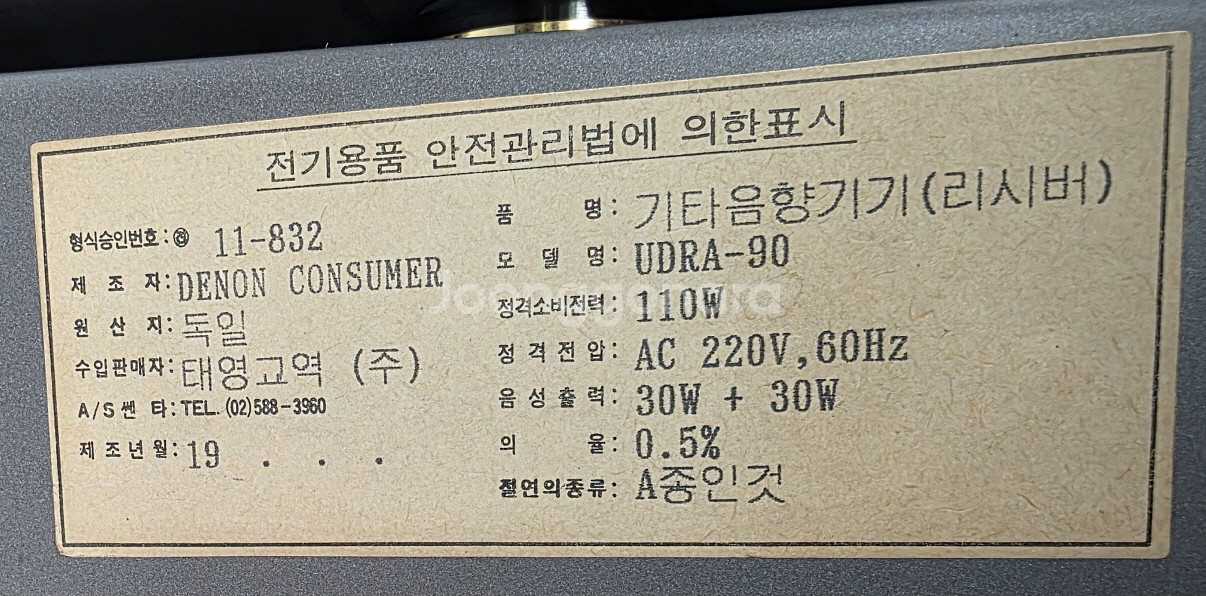 전기용품 안전관리법에 의한표시
형식승인번호: 11-832
제 조 자: DENON CONSUMER
원 산 지: 독일
수입판매자: 태영교역 (주)
A/S 쎈 타: TEL. (02)588-3960
제 조 년 월: 19 . . .
품 명: 기타음향기기(리시버)
모 델 명: UDRA-90
정격소비전력: 110W
정 격 전 압: AC 220V,60Hz
음 성 출 력: 30W + 30W
의 율: 0.5%
절연의종류: A종인것
Joonggonara